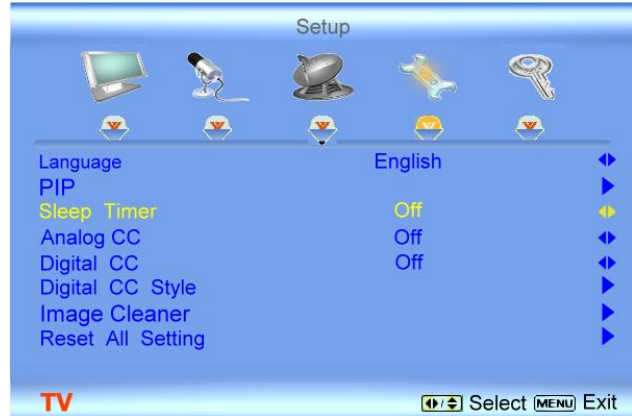 Setup
Language English
PIP
Sleep Timer Off
Analog CC Off
Digital CC Off
Digital CC Style
Image Cleaner
Reset All Setting
TV Select MENU Exit